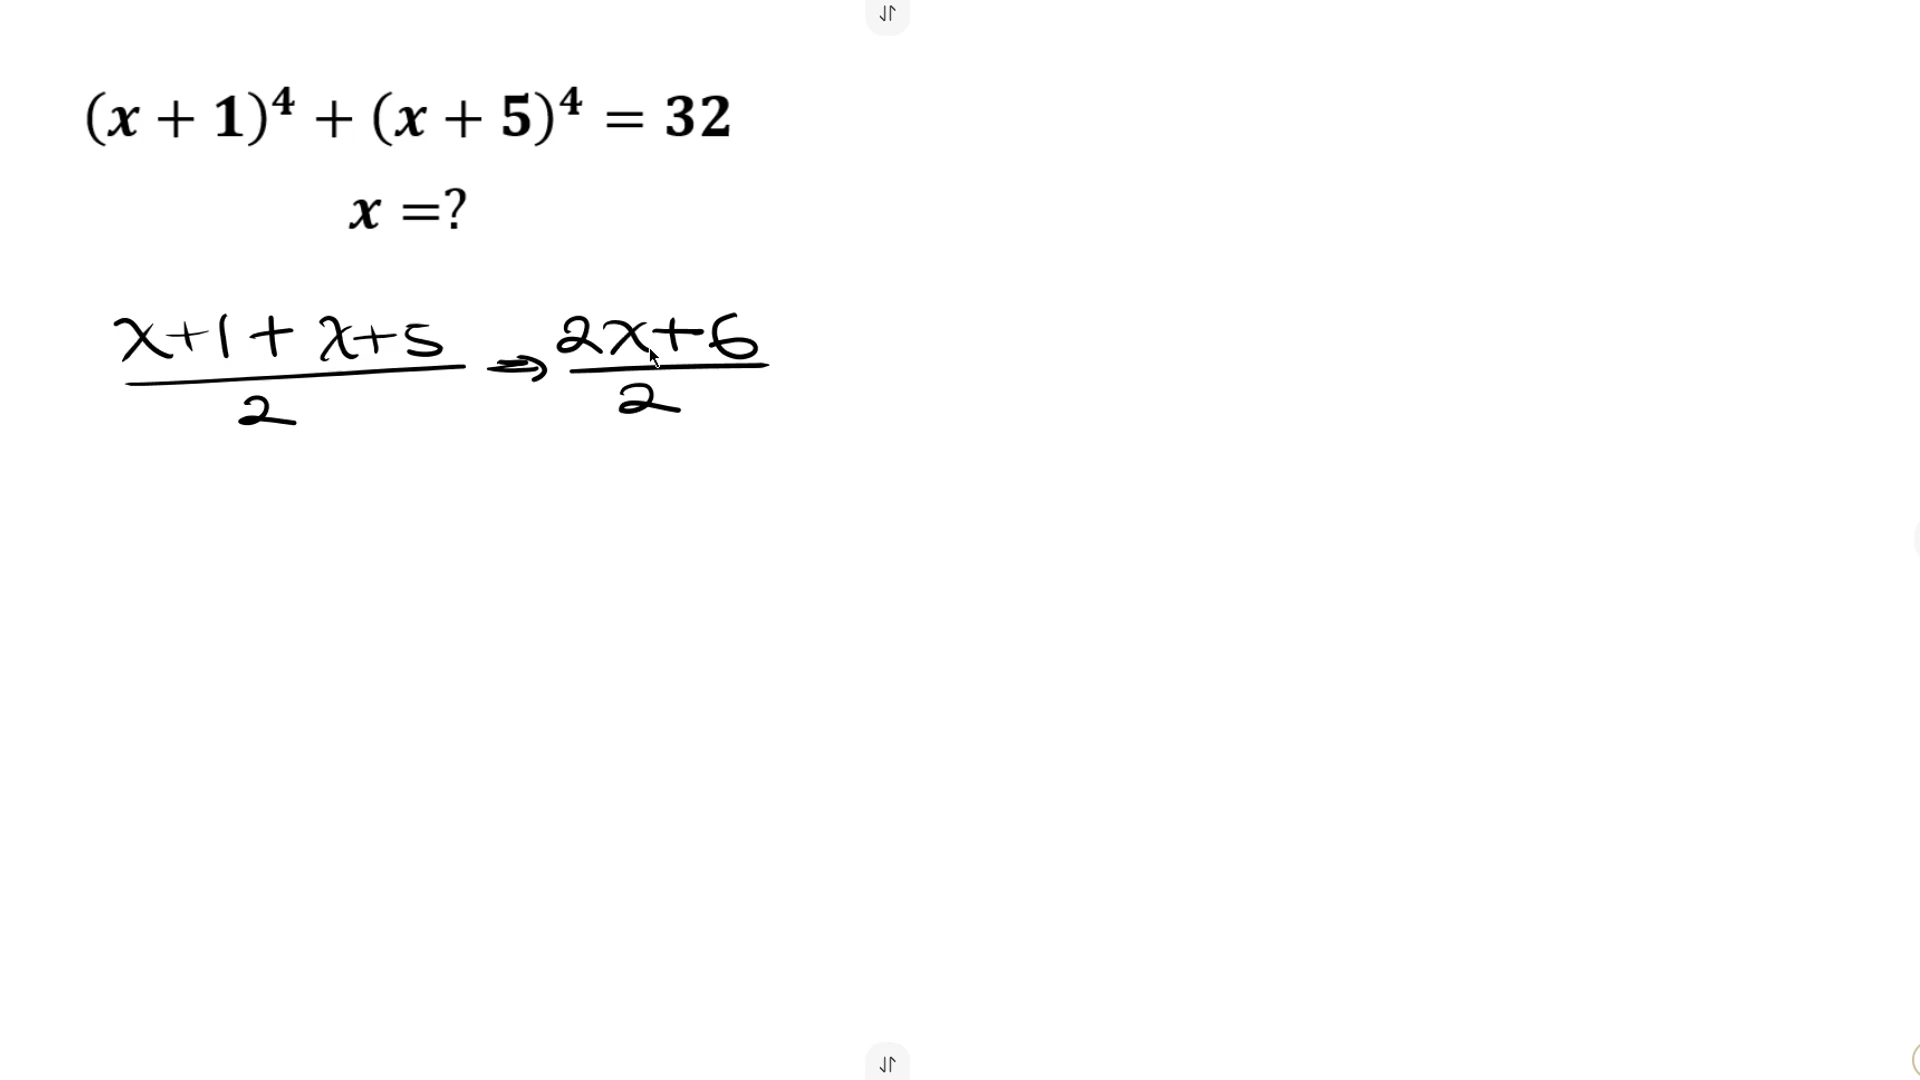 (x + 1)⁴ + (x + 5)⁴ = 32
x =?
x+1 + x+5 / 2 ⇒ 2x+6 / 2